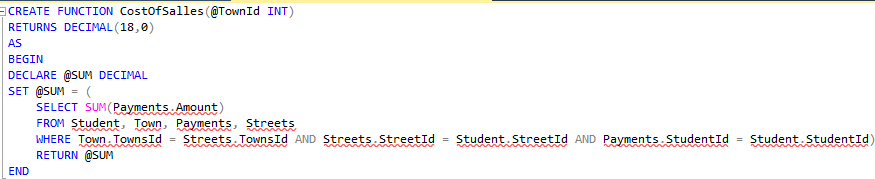 CREATE FUNCTION CostOfSalles(@TownId INT)
RETURNS DECIMAL(18,0)
AS
BEGIN
DECLARE @SUM DECIMAL
SET @SUM = (
SELECT SUM(Payments.Amount)
FROM Student, Town, Payments, Streets
WHERE Town.TownsId = Streets.TownsId AND Streets.StreetId = Student.StreetId AND Payments.StudentId = Student.StudentId)
RETURN @SUM
END